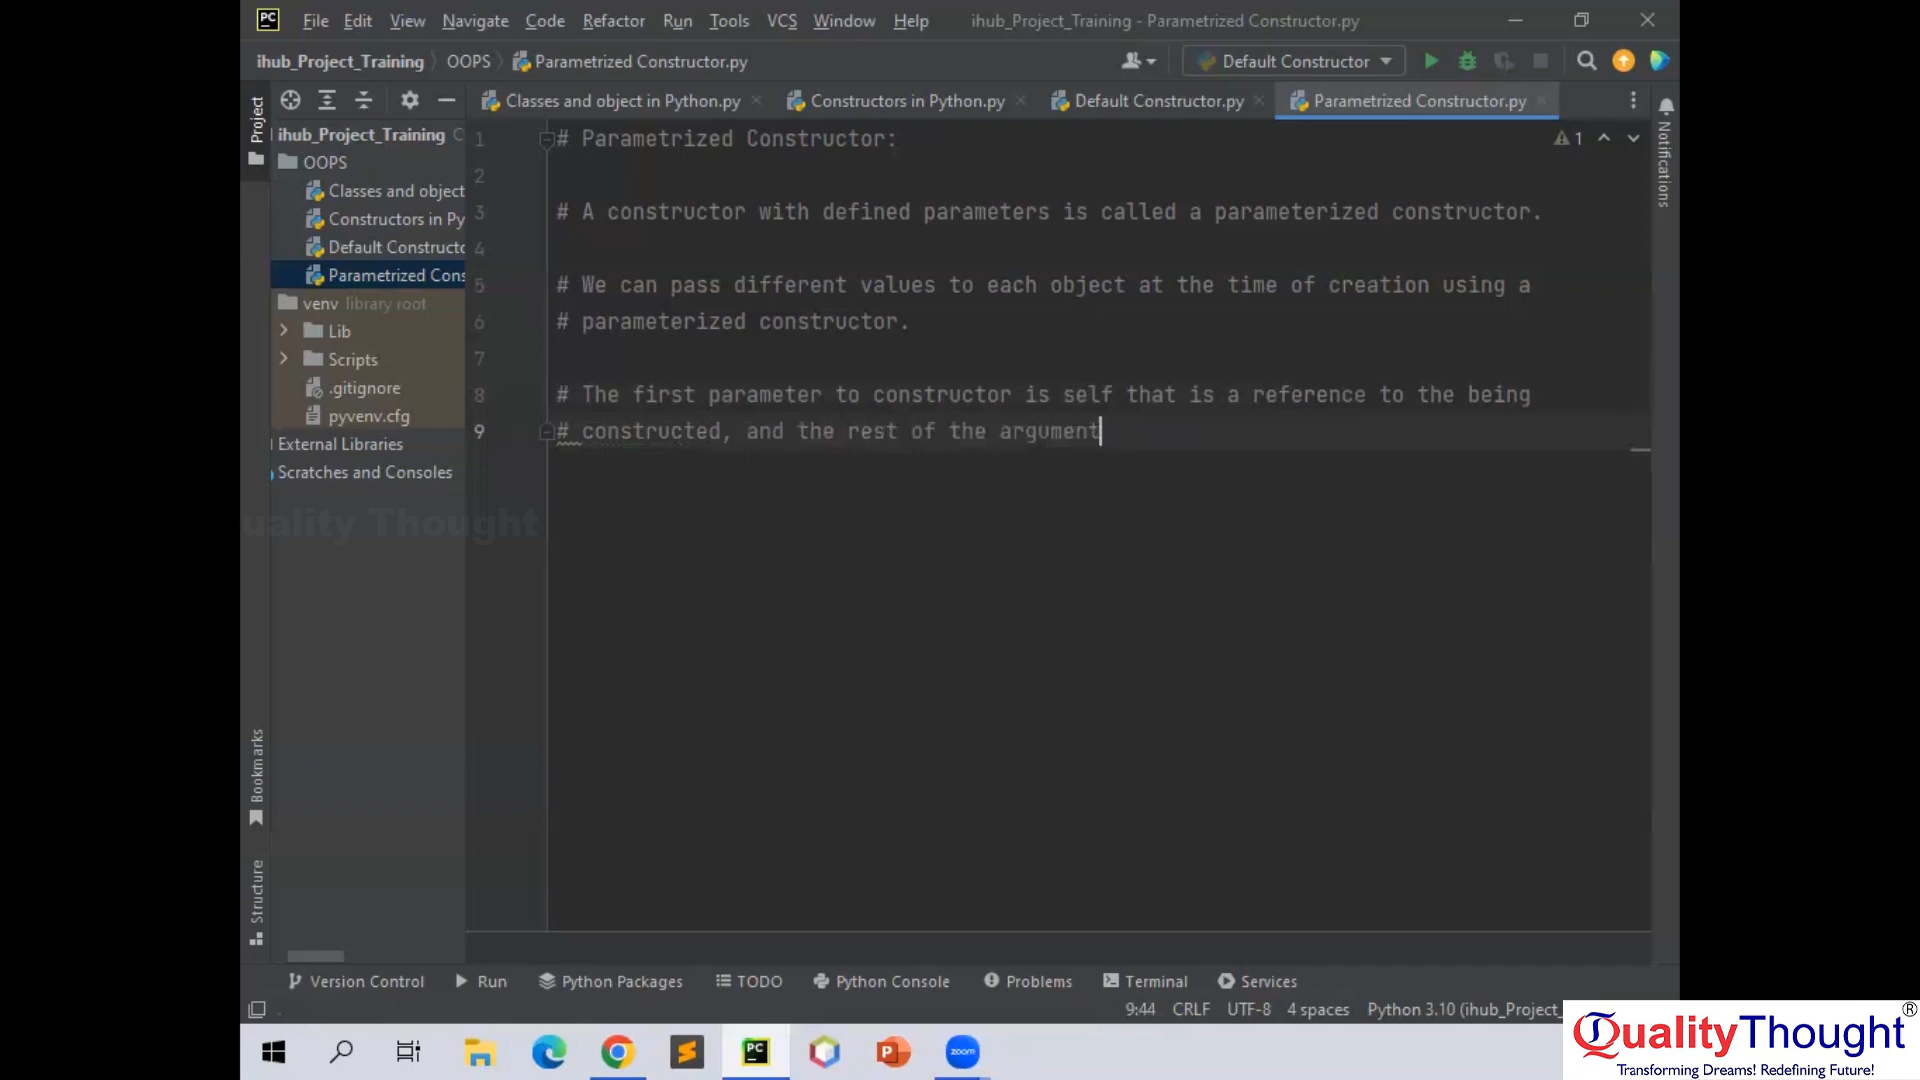 PC File Edit View Navigate Code Refactor Run Tools VCS Window Help ihub_Project_Training - Parametrized Constructor.py
ihub_Project_Training OOPS Parametrized Constructor.py Default Constructor
Project
Classes and object in Python.py Constructors in Python.py Default Constructor.py Parametrized Constructor.py
Notifications
ihub_Project_Training C
OOPS
Classes and object
Constructors in Py
Default Constructo
Parametrized Cons
venv library root
Lib
Scripts
.gitignore
pyvenv.cfg
External Libraries
Scratches and Consoles
1 # Parametrized Constructor: 1
2
3 # A constructor with defined parameters is called a parameterized constructor.
4
5 # We can pass different values to each object at the time of creation using a
6 # parameterized constructor.
7
8 # The first parameter to constructor is self that is a reference to the being
9 # constructed, and the rest of the argument
uality Thought
Bookmarks
Structure
Version Control Run Python Packages TODO Python Console Problems Terminal Services
9:44 CRLF UTF-8 4 spaces Python 3.10 (ihub_Project_
PC P zoom
QualityThought®
Transforming Dreams! Redefining Future!